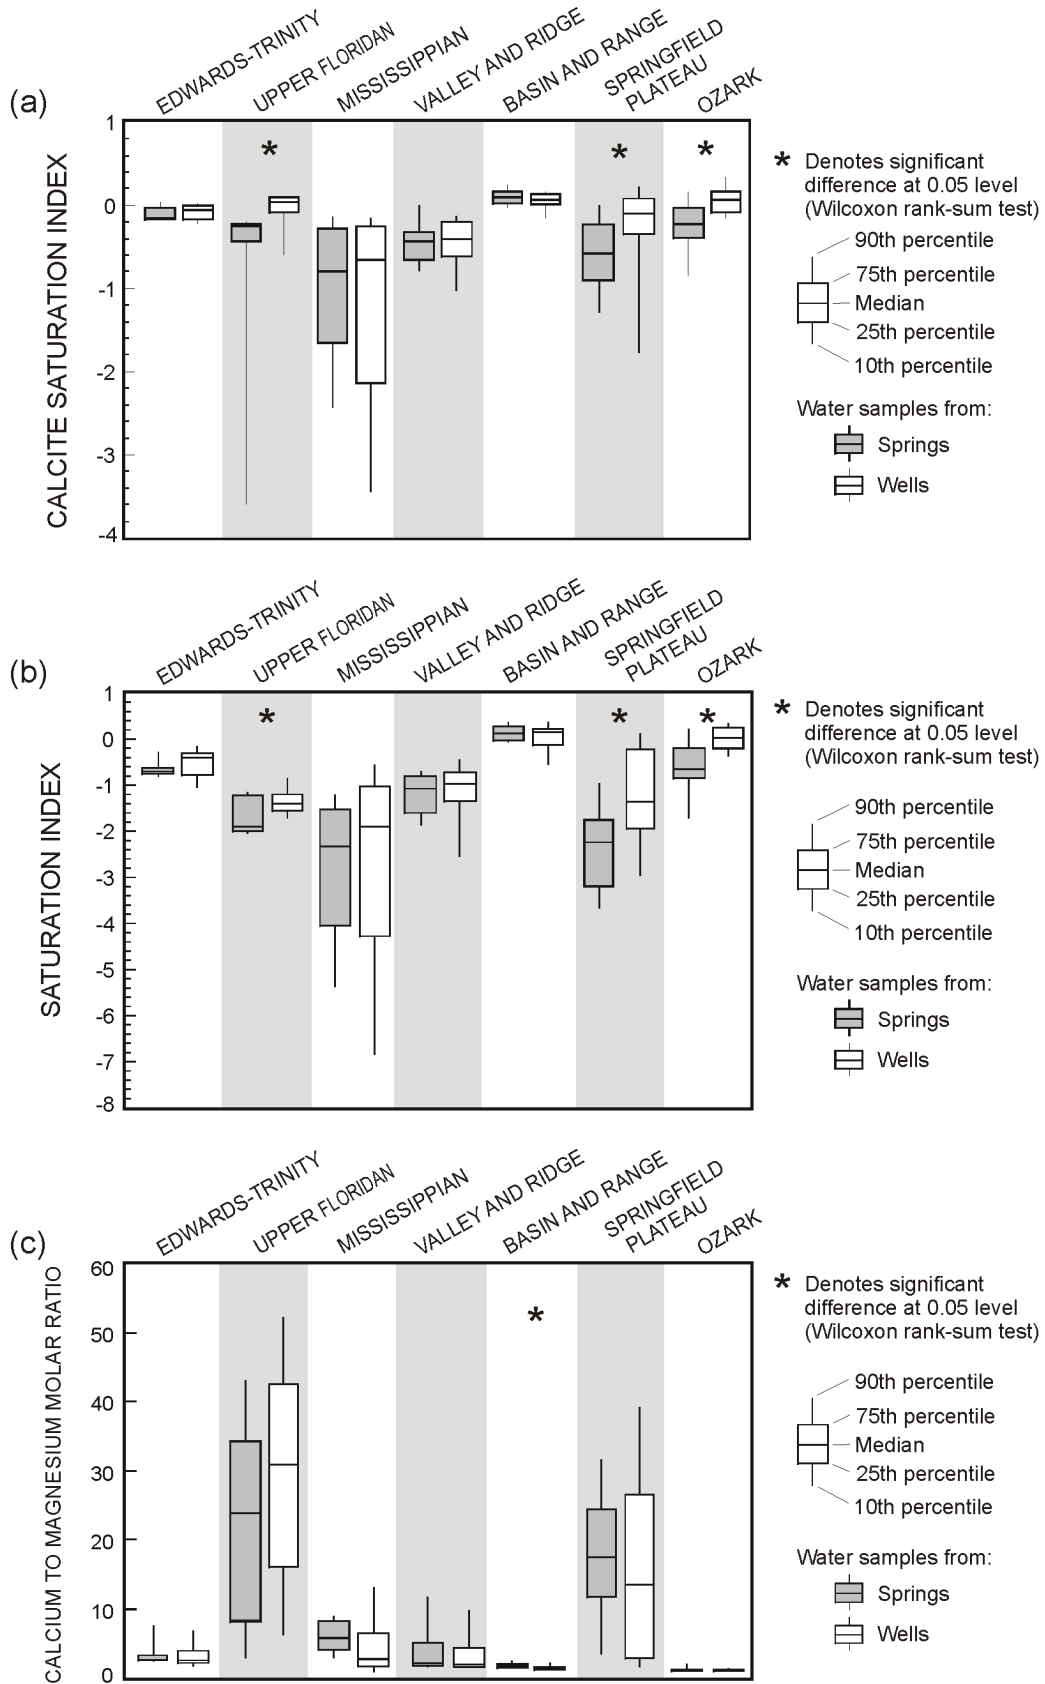 (a)
EDWARDS-TRINITY
UPPER FLORIDAN
MISSISSIPPIAN
VALLEY AND RIDGE
BASIN AND RANGE
SPRINGFIELD
PLATEAU
OZARK
CALCITE SATURATION INDEX
1
0
-1
-2
-3
-4
*
*
*
* Denotes significant
difference at 0.05 level
(Wilcoxon rank-sum test)
90th percentile
75th percentile
Median
25th percentile
10th percentile
Water samples from:
Springs
Wells
(b)
EDWARDS-TRINITY
UPPER FLORIDAN
MISSISSIPPIAN
VALLEY AND RIDGE
BASIN AND RANGE
SPRINGFIELD
PLATEAU
OZARK
SATURATION INDEX
1
0
-1
-2
-3
-4
-5
-6
-7
-8
*
*
*
* Denotes significant
difference at 0.05 level
(Wilcoxon rank-sum test)
90th percentile
75th percentile
Median
25th percentile
10th percentile
Water samples from:
Springs
Wells
(c)
EDWARDS-TRINITY
UPPER FLORIDAN
MISSISSIPPIAN
VALLEY AND RIDGE
BASIN AND RANGE
SPRINGFIELD
PLATEAU
OZARK
CALCIUM TO MAGNESIUM MOLAR RATIO
60
50
40
30
20
10
0
*
* Denotes significant
difference at 0.05 level
(Wilcoxon rank-sum test)
90th percentile
75th percentile
Median
25th percentile
10th percentile
Water samples from:
Springs
Wells